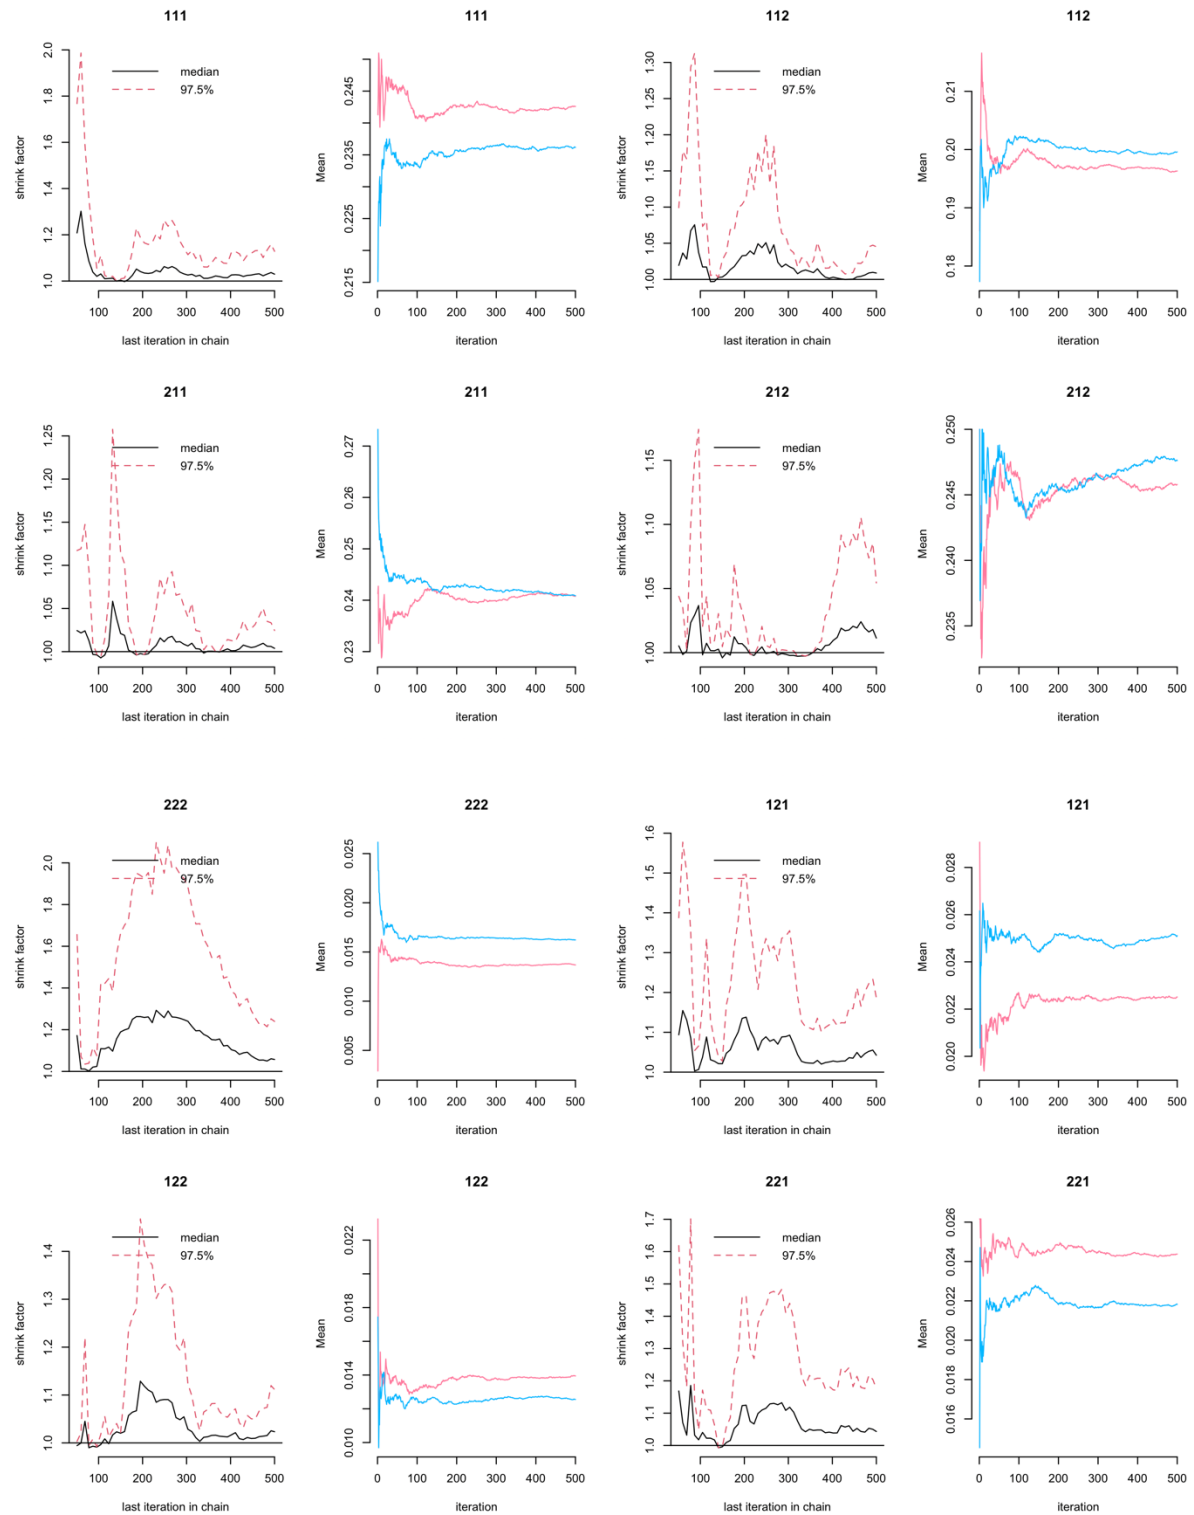 111
shrink factor
1.0 1.2 1.4 1.6 1.8 2.0
median
97.5%
100 200 300 400 500
last iteration in chain
111
Mean
0.215 0.225 0.235 0.245
0 100 200 300 400 500
iteration
112
shrink factor
1.00 1.05 1.10 1.15 1.20 1.25 1.30
median
97.5%
100 200 300 400 500
last iteration in chain
112
Mean
0.18 0.19 0.20 0.21
0 100 200 300 400 500
iteration
211
shrink factor
1.00 1.05 1.10 1.15 1.20 1.25
median
97.5%
100 200 300 400 500
last iteration in chain
211
Mean
0.23 0.24 0.25 0.26 0.27
0 100 200 300 400 500
iteration
212
shrink factor
1.00 1.05 1.10 1.15
median
97.5%
100 200 300 400 500
last iteration in chain
212
Mean
0.235 0.240 0.245 0.250
0 100 200 300 400 500
iteration
222
shrink factor
1.0 1.2 1.4 1.6 1.8 2.0
median
97.5%
100 200 300 400 500
last iteration in chain
222
Mean
0.005 0.010 0.015 0.020 0.025
0 100 200 300 400 500
iteration
121
shrink factor
1.0 1.1 1.2 1.3 1.4 1.5 1.6
median
97.5%
100 200 300 400 500
last iteration in chain
121
Mean
0.020 0.022 0.024 0.026 0.028
0 100 200 300 400 500
iteration
122
shrink factor
1.0 1.1 1.2 1.3 1.4
median
97.5%
100 200 300 400 500
last iteration in chain
122
Mean
0.010 0.014 0.018 0.022
0 100 200 300 400 500
iteration
221
shrink factor
1.0 1.1 1.2 1.3 1.4 1.5 1.6 1.7
median
97.5%
100 200 300 400 500
last iteration in chain
221
Mean
0.016 0.018 0.020 0.022 0.024 0.026
0 100 200 300 400 500
iteration